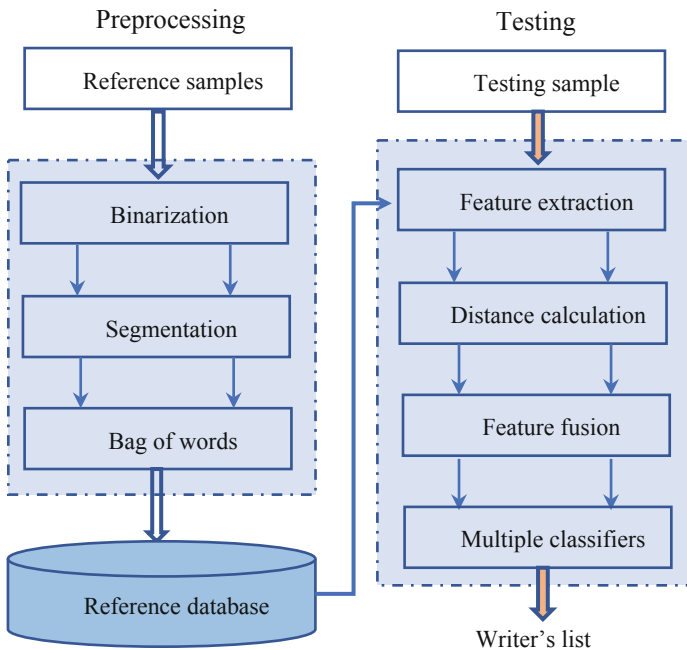 Preprocessing
Reference samples
Binarization
Segmentation
Bag of words
Reference database
Testing
Testing sample
Feature extraction
Distance calculation
Feature fusion
Multiple classifiers
Writer's list